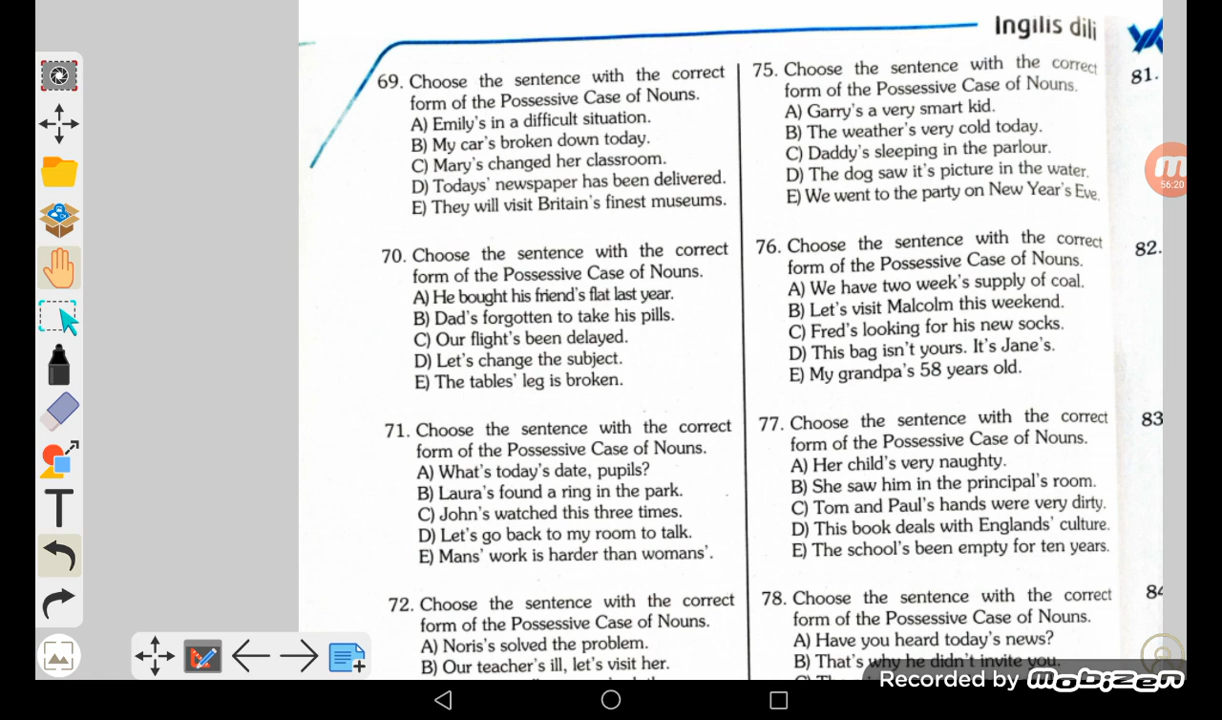 Ingilis dili
69. Choose the sentence with the correct
form of the Possessive Case of Nouns.
A) Emily's in a difficult situation.
B) My car's broken down today.
C) Mary's changed her classroom.
D) Todays' newspaper has been delivered.
E) They will visit Britain's finest museums.
70. Choose the sentence with the correct
form of the Possessive Case of Nouns.
A) He bought his friend's flat last year.
B) Dad's forgotten to take his pills.
C) Our flight's been delayed.
D) Let's change the subject.
E) The tables' leg is broken.
71. Choose the sentence with the correct
form of the Possessive Case of Nouns.
A) What's today's date, pupils?
B) Laura's found a ring in the park.
C) John's watched this three times.
D) Let's go back to my room to talk.
E) Mans' work is harder than womans'.
72. Choose the sentence with the correct
form of the Possessive Case of Nouns.
A) Noris's solved the problem.
B) Our teacher's ill, let's visit her.
75. Choose the sentence with the correct
form of the Possessive Case of Nouns.
A) Garry's a very smart kid.
B) The weather's very cold today.
C) Daddy's sleeping in the parlour.
D) The dog saw it's picture in the water.
E) We went to the party on New Year's Eve.
76. Choose the sentence with the correct
form of the Possessive Case of Nouns.
A) We have two week's supply of coal.
B) Let's visit Malcolm this weekend.
C) Fred's looking for his new socks.
D) This bag isn't yours. It's Jane's.
E) My grandpa's 58 years old.
77. Choose the sentence with the correct
form of the Possessive Case of Nouns.
A) Her child's very naughty.
B) She saw him in the principal's room.
C) Tom and Paul's hands were very dirty.
D) This book deals with Englands' culture.
E) The school's been empty for ten years.
78. Choose the sentence with the correct
form of the Possessive Case of Nouns.
A) Have you heard today's news?
B) That's why he didn't invite you.
81.
82.
83
84
56:20
Recorded by Mobizen